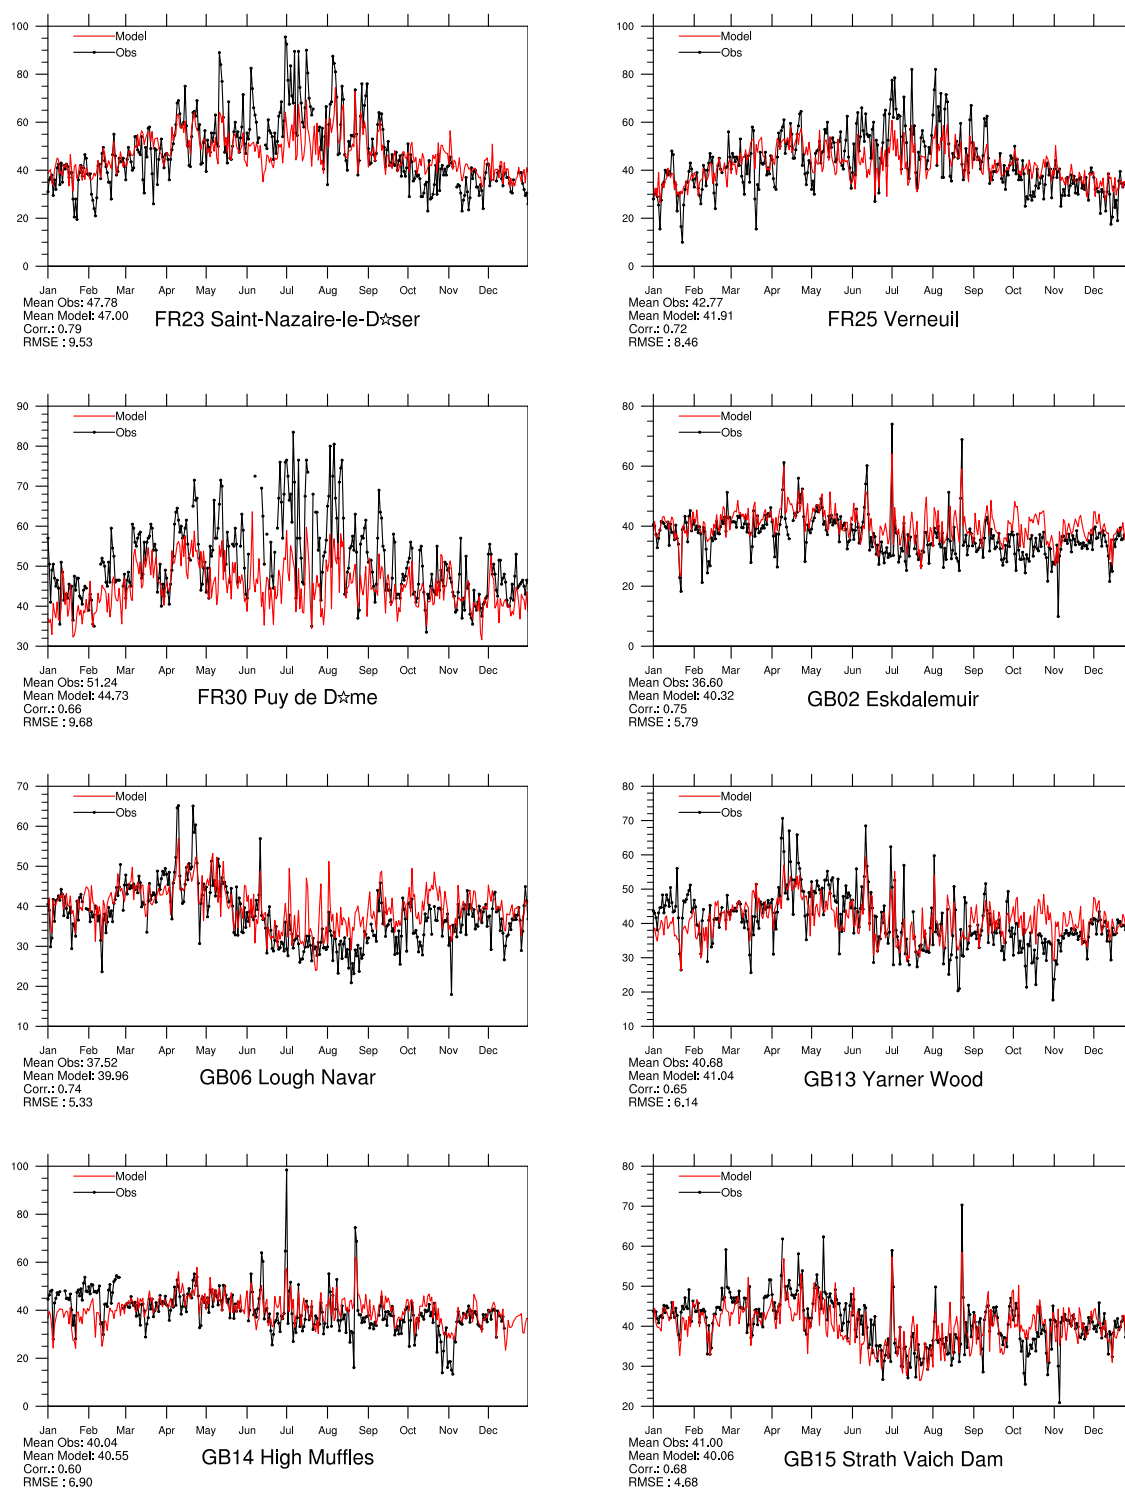 100
80
60
40
20
0
Model
Obs
Jan Feb Mar Apr May Jun Jul Aug Sep Oct Nov Dec
Mean Obs: 47.78
Mean Model: 47.00
Corr.: 0.79
RMSE : 9.53
FR23 Saint-Nazaire-le-D☆ser
100
80
60
40
20
0
Model
Obs
Jan Feb Mar Apr May Jun Jul Aug Sep Oct Nov Dec
Mean Obs: 42.77
Mean Model: 41.91
Corr.: 0.72
RMSE : 8.46
FR25 Verneuil
90
80
70
60
50
40
30
Model
Obs
Jan Feb Mar Apr May Jun Jul Aug Sep Oct Nov Dec
Mean Obs: 51.24
Mean Model: 44.73
Corr.: 0.66
RMSE : 9.68
FR30 Puy de D☆me
80
60
40
20
0
Model
Obs
Jan Feb Mar Apr May Jun Jul Aug Sep Oct Nov Dec
Mean Obs: 36.60
Mean Model: 40.32
Corr.: 0.75
RMSE : 5.79
GB02 Eskdalemuir
70
60
50
40
30
20
10
Model
Obs
Jan Feb Mar Apr May Jun Jul Aug Sep Oct Nov Dec
Mean Obs: 37.52
Mean Model: 39.96
Corr.: 0.74
RMSE : 5.33
GB06 Lough Navar
80
70
60
50
40
30
20
10
Model
Obs
Jan Feb Mar Apr May Jun Jul Aug Sep Oct Nov Dec
Mean Obs: 40.68
Mean Model: 41.04
Corr.: 0.65
RMSE : 6.14
GB13 Yarner Wood
100
80
60
40
20
0
Model
Obs
Jan Feb Mar Apr May Jun Jul Aug Sep Oct Nov Dec
Mean Obs: 40.04
Mean Model: 40.55
Corr.: 0.60
RMSE : 6.90
GB14 High Muffles
80
70
60
50
40
30
20
Model
Obs
Jan Feb Mar Apr May Jun Jul Aug Sep Oct Nov Dec
Mean Obs: 41.00
Mean Model: 40.06
Corr.: 0.68
RMSE : 4.68
GB15 Strath Vaich Dam